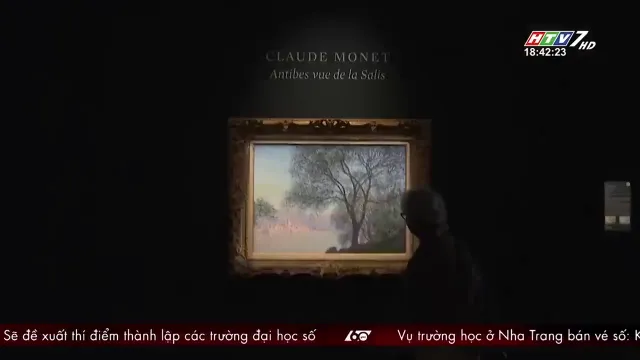 HTV7 HD
18:42:23
CLAUDE MONET
Antibes vue de la Salis
Sẽ đề xuất thí điểm thành lập các trường đại học số 60 Vụ trường học ở Nha Trang bán vé số: K